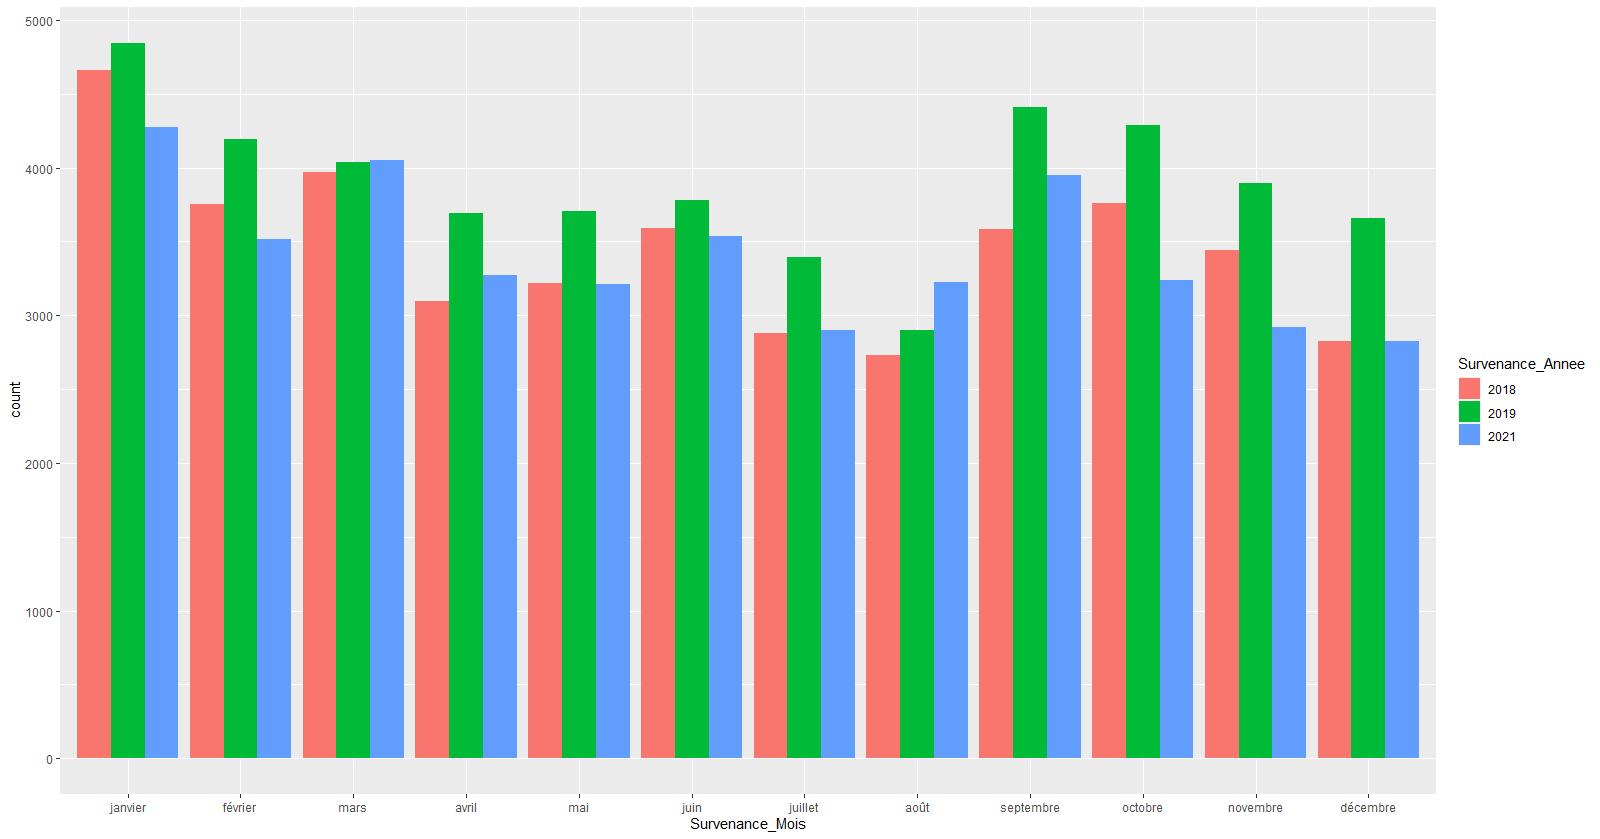 5000
4000
3000
2000
1000
0
count
janvier février mars avril mai juin juillet août septembre octobre novembre décembre
Survenance_Mois
Survenance_Annee
2018
2019
2021